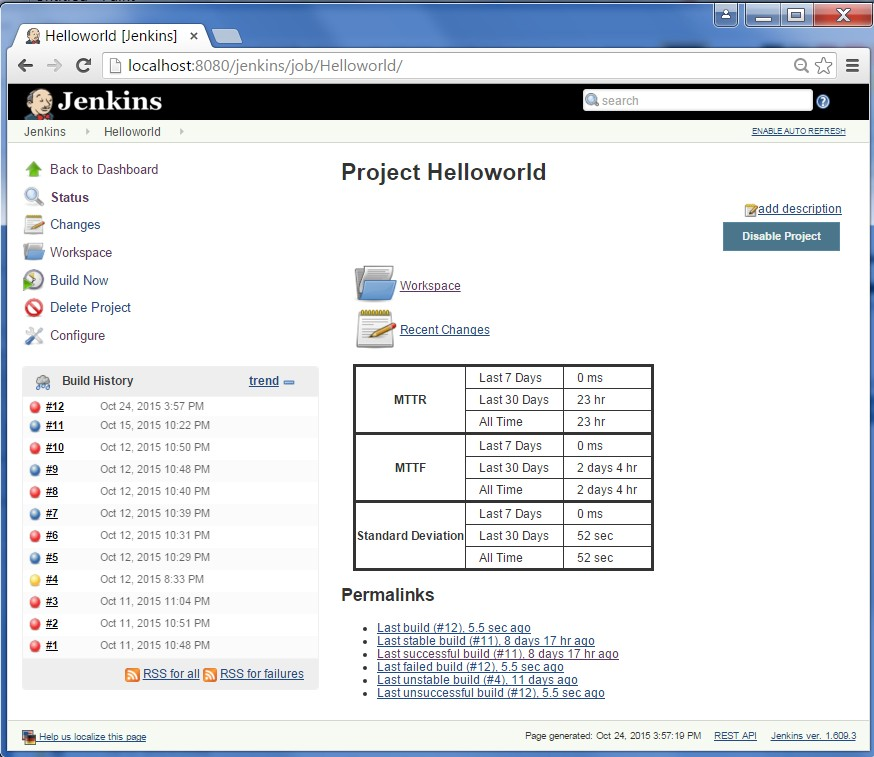 Helloworld [Jenkins]
localhost:8080/jenkins/job/Helloworld/
Jenkins
search
Jenkins Helloworld
ENABLE AUTO REFRESH
Back to Dashboard
Status
Changes
Workspace
Build Now
Delete Project
Configure
Build History trend
#12 Oct 24, 2015 3:57 PM
#11 Oct 15, 2015 10:22 PM
#10 Oct 12, 2015 10:50 PM
#9 Oct 12, 2015 10:48 PM
#8 Oct 12, 2015 10:40 PM
#7 Oct 12, 2015 10:39 PM
#6 Oct 12, 2015 10:31 PM
#5 Oct 12, 2015 10:29 PM
#4 Oct 12, 2015 8:33 PM
#3 Oct 11, 2015 11:04 PM
#2 Oct 11, 2015 10:51 PM
#1 Oct 11, 2015 10:48 PM
RSS for all RSS for failures
Project Helloworld
add description
Disable Project
Workspace
Recent Changes
MTTR
Last 7 Days 0 ms
Last 30 Days 23 hr
All Time 23 hr
MTTF
Last 7 Days 0 ms
Last 30 Days 2 days 4 hr
All Time 2 days 4 hr
Standard Deviation
Last 7 Days 0 ms
Last 30 Days 52 sec
All Time 52 sec
Permalinks
Last build (#12), 5.5 sec ago
Last stable build (#11), 8 days 17 hr ago
Last successful build (#11), 8 days 17 hr ago
Last failed build (#12), 5.5 sec ago
Last unstable build (#4), 11 days ago
Last unsuccessful build (#12), 5.5 sec ago
Help us localize this page
Page generated: Oct 24, 2015 3:57:19 PM REST API Jenkins ver. 1.609.3